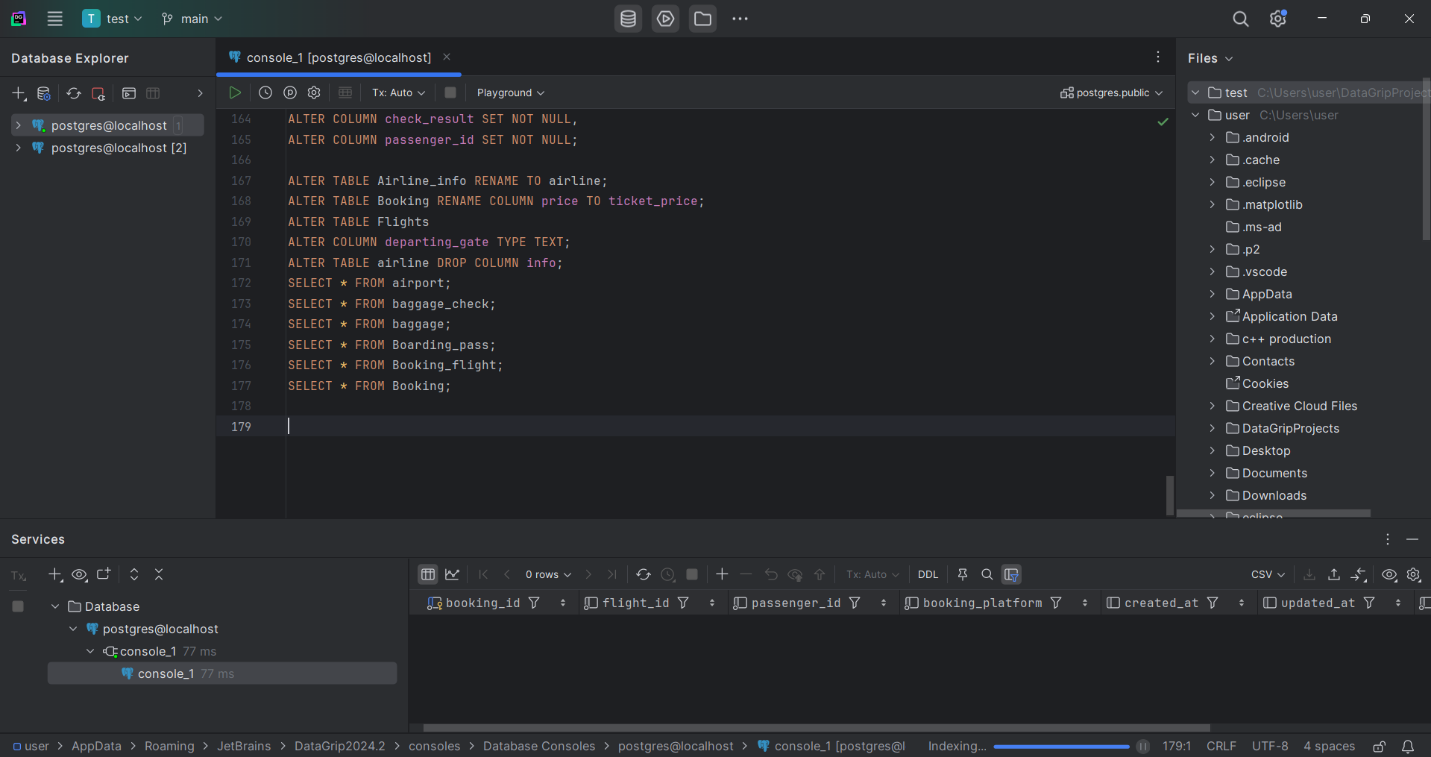 T test main
Database Explorer
console_1 [postgres@localhost]
Files
Tx: Auto Playground postgres.public
postgres@localhost 1
postgres@localhost [2]
164 ALTER COLUMN check_result SET NOT NULL,
165 ALTER COLUMN passenger_id SET NOT NULL;
166
167 ALTER TABLE Airline_info RENAME TO airline;
168 ALTER TABLE Booking RENAME COLUMN price TO ticket_price;
169 ALTER TABLE Flights
170 ALTER COLUMN departing_gate TYPE TEXT;
171 ALTER TABLE airline DROP COLUMN info;
172 SELECT * FROM airport;
173 SELECT * FROM baggage_check;
174 SELECT * FROM baggage;
175 SELECT * FROM Boarding_pass;
176 SELECT * FROM Booking_flight;
177 SELECT * FROM Booking;
178
179
test C:\Users\user\DataGripProject
user C:\Users\user
.android
.cache
.eclipse
.matplotlib
.ms-ad
.p2
.vscode
AppData
Application Data
c++ production
Contacts
Cookies
Creative Cloud Files
DataGripProjects
Desktop
Documents
Downloads
eclipse
Services
Tx
Database
postgres@localhost
console_1 77 ms
console_1 77 ms
0 rows Tx: Auto DDL CSV
booking_id flight_id passenger_id booking_platform created_at updated_at
user > AppData > Roaming > JetBrains > DataGrip2024.2 > consoles > Database Consoles > postgres@localhost > console_1 [postgres@l Indexing... 179:1 CRLF UTF-8 4 spaces